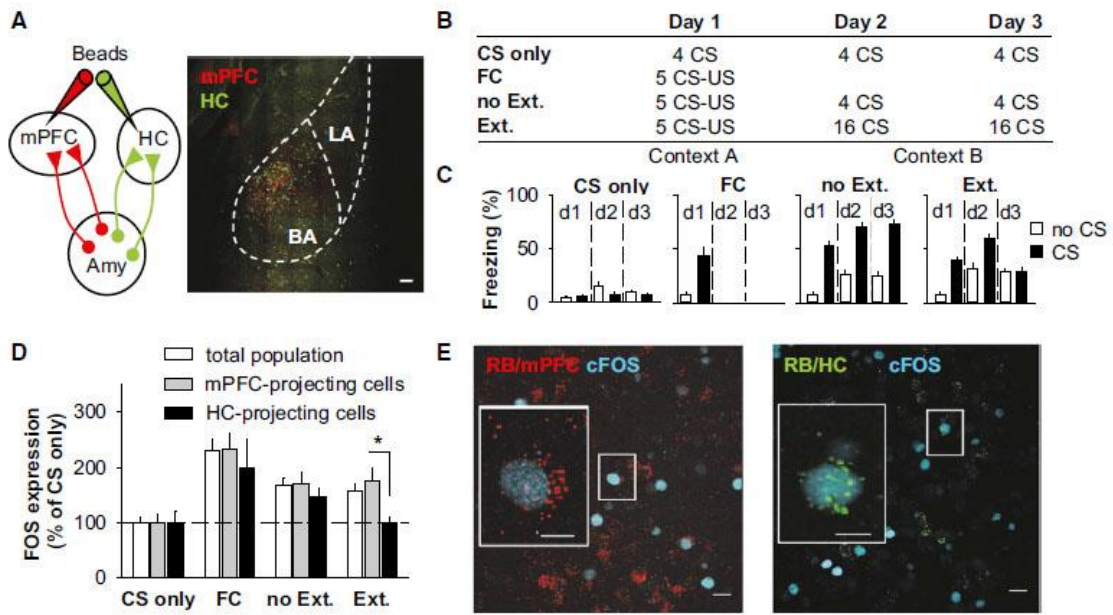 A
Beads
mPFC
HC
Amy
mPFC
HC
LA
BA
B
Day 1 Day 2 Day 3
CS only 4 CS 4 CS 4 CS
FC 5 CS-US
no Ext. 5 CS-US 4 CS 4 CS
Ext. 5 CS-US 16 CS 16 CS
Context A Context B
C
CS only FC no Ext. Ext.
d1 d2 d3 d1 d2 d3 d1 d2 d3 d1 d2 d3
100
50
0
Freezing (%)
no CS
CS
D
total population
mPFC-projecting cells
HC-projecting cells
300
200
100
0
*
FOS expression
(% of CS only)
CS only FC no Ext. Ext.
E
RB/mPFC cFOS
RB/HC cFOS